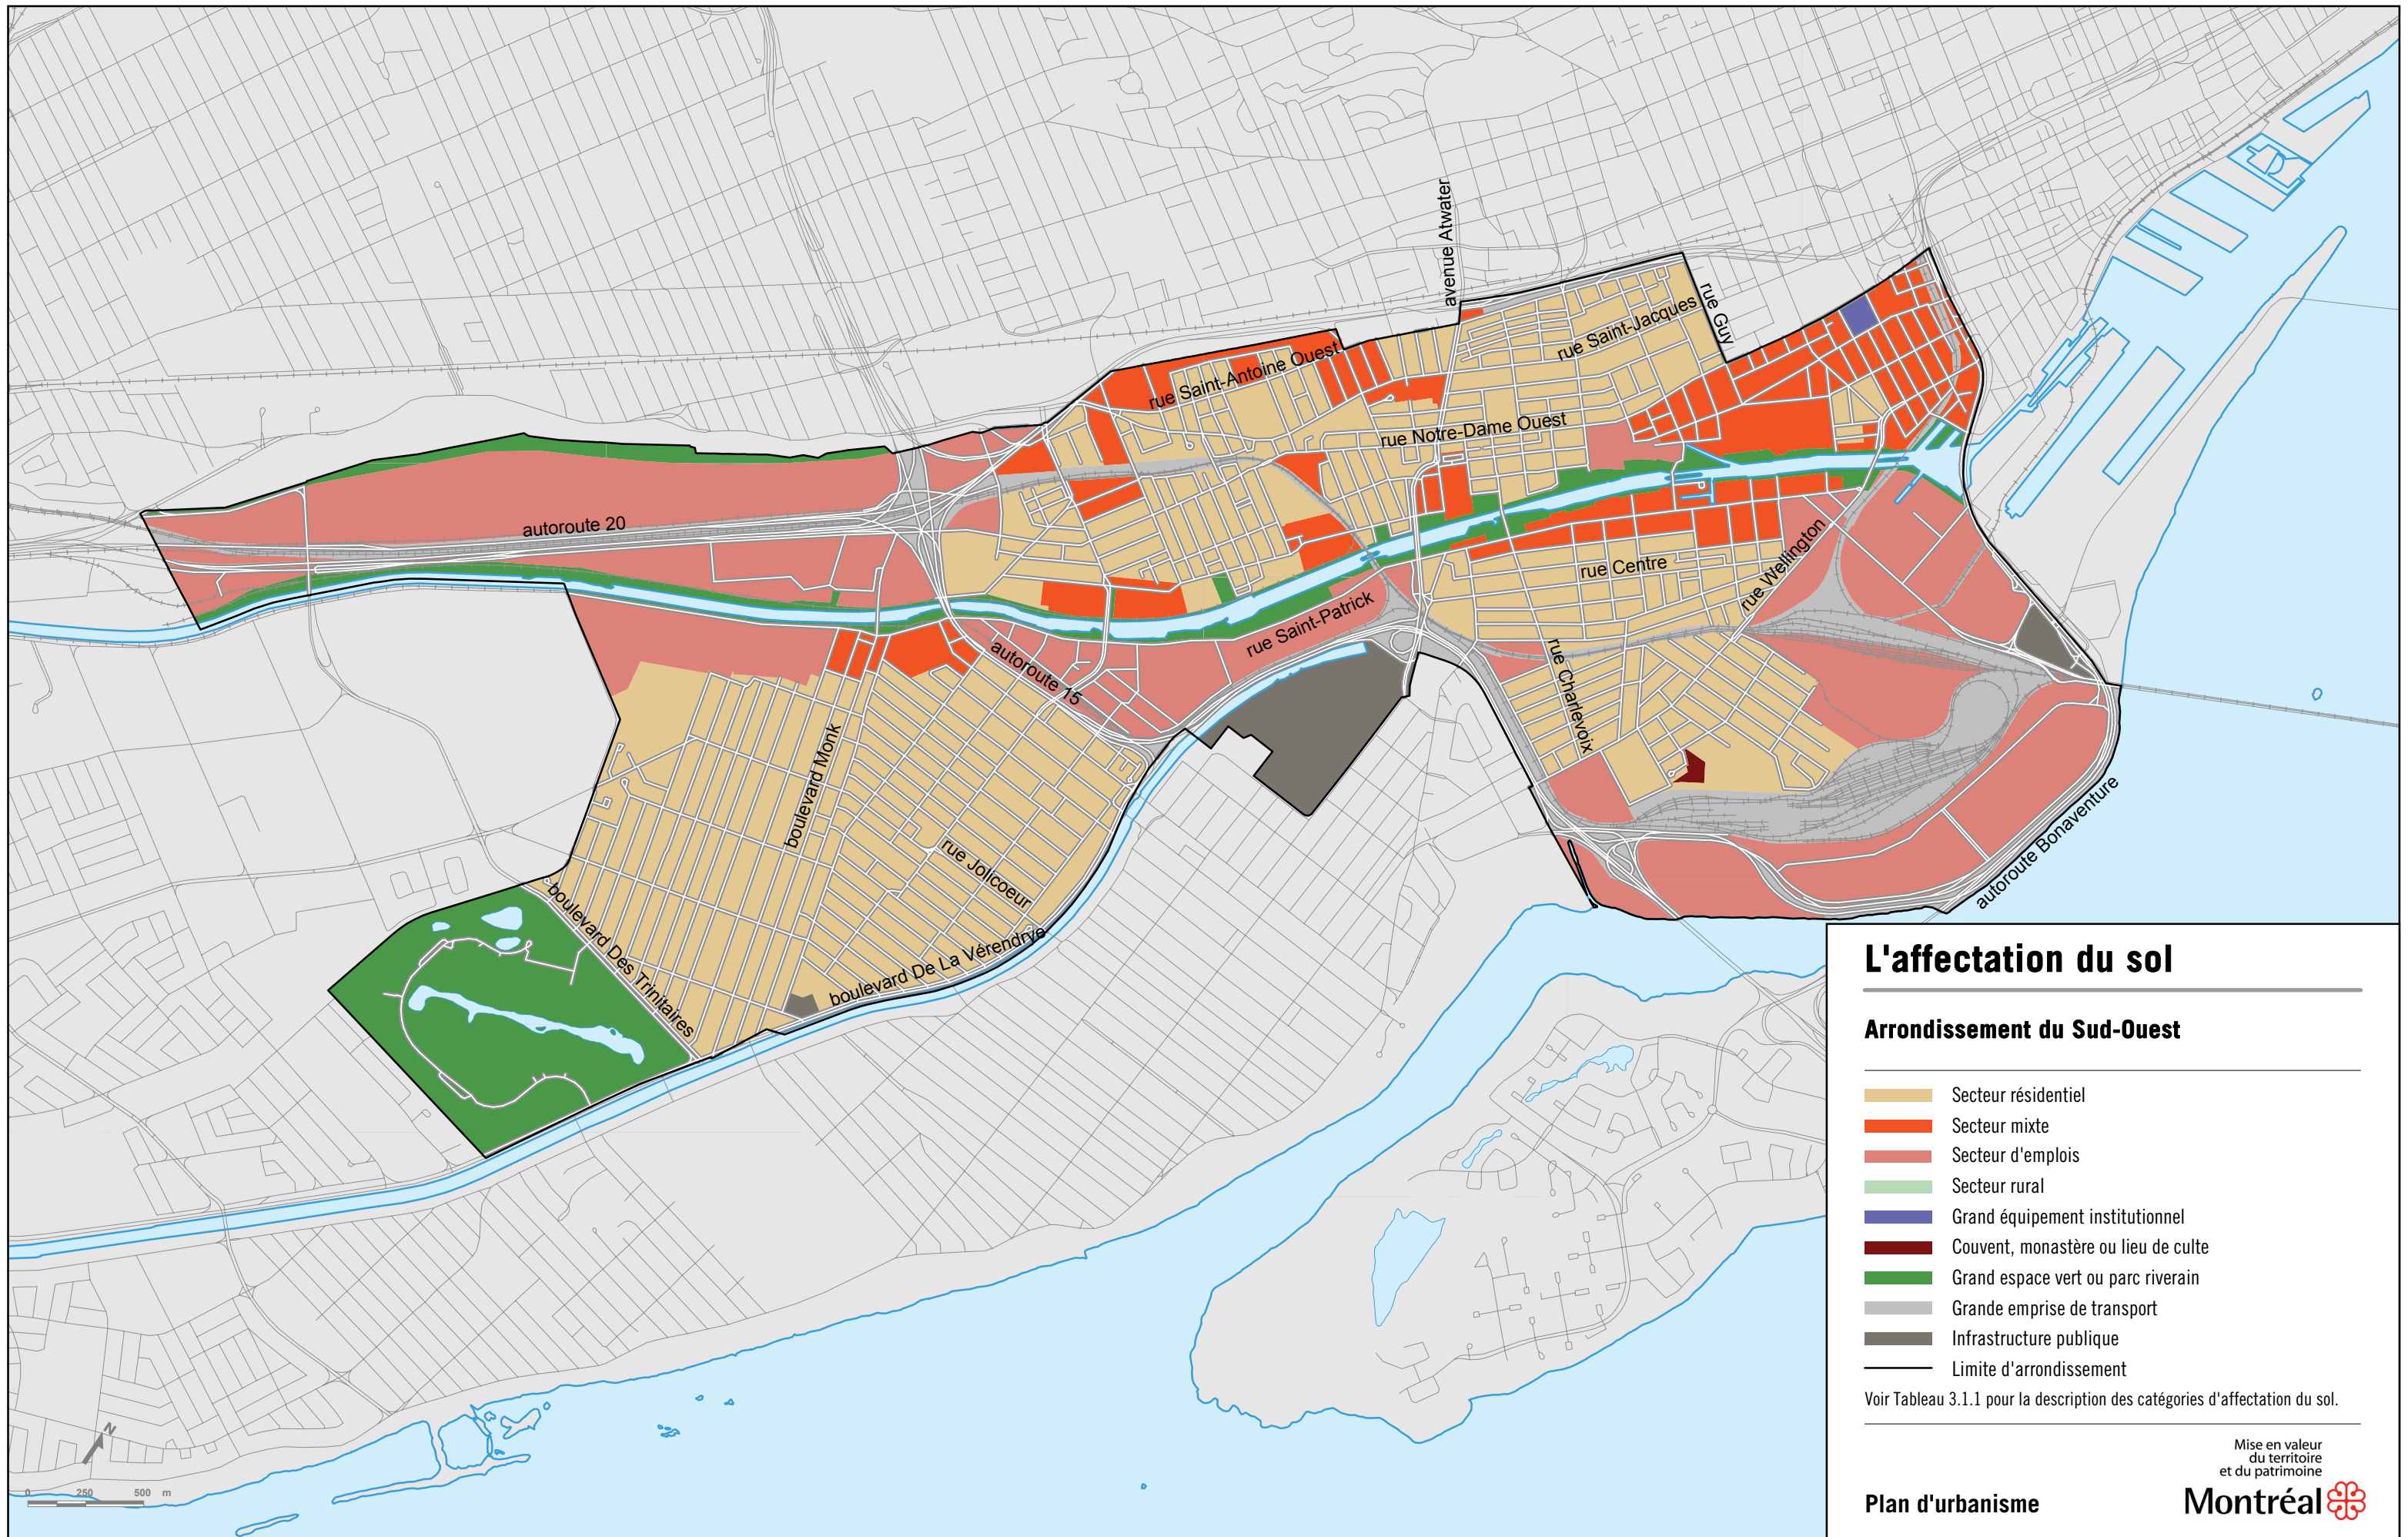 avenue Atwater
rue Guy
rue Saint-Jacques
rue Saint-Antoine Ouest
rue Notre-Dame Ouest
autoroute 20
rue Centre
rue Wellington
rue Saint-Patrick
autoroute 15
rue Charlevoix
boulevard Monk
rue Jolicoeur
autoroute Bonaventure
boulevard Des Trinitaires
boulevard De La Vérendrye
L'affectation du sol
Arrondissement du Sud-Ouest
Secteur résidentiel
Secteur mixte
Secteur d'emplois
Secteur rural
Grand équipement institutionnel
Couvent, monastère ou lieu de culte
Grand espace vert ou parc riverain
Grande emprise de transport
Infrastructure publique
Limite d'arrondissement
Voir Tableau 3.1.1 pour la description des catégories d'affectation du sol.
Mise en valeur
du territoire
et du patrimoine
Plan d'urbanisme
Montréal
N
0 250 500 m